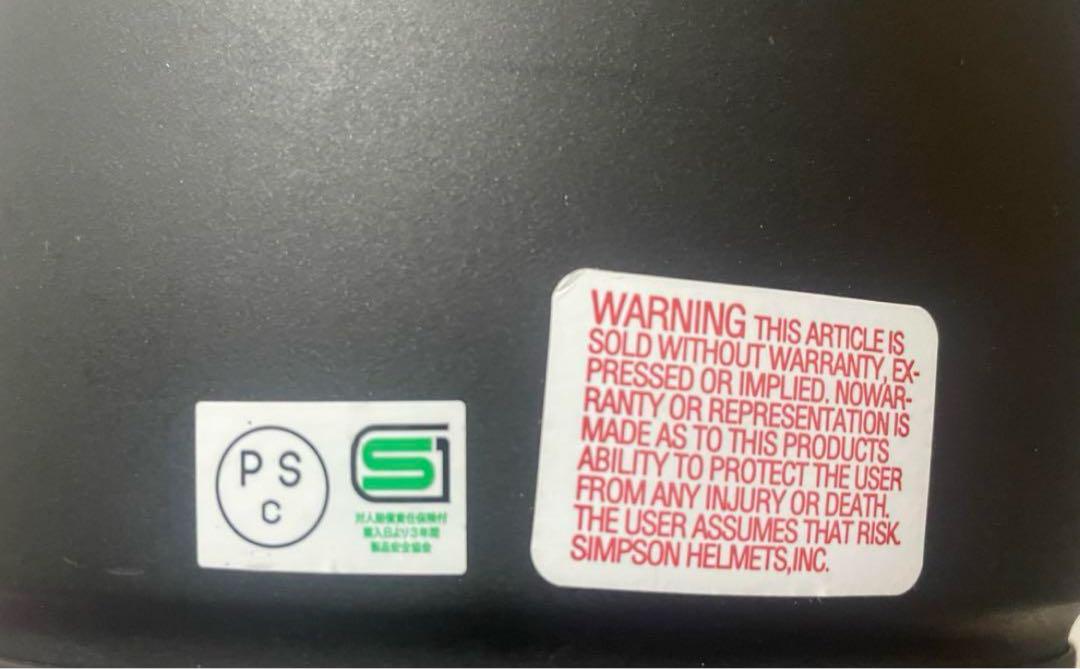 P S
C
SG
対人賠償責任保険付
購入日より3年間
製品安全協会
WARNING THIS ARTICLE IS
SOLD WITHOUT WARRANTY, EX-
PRESSED OR IMPLIED. NOWAR-
RANTY OR REPRESENTATION IS
MADE AS TO THIS PRODUCTS
ABILITY TO PROTECT THE USER
FROM ANY INJURY OR DEATH.
THE USER ASSUMES THAT RISK.
SIMPSON HELMETS,INC.